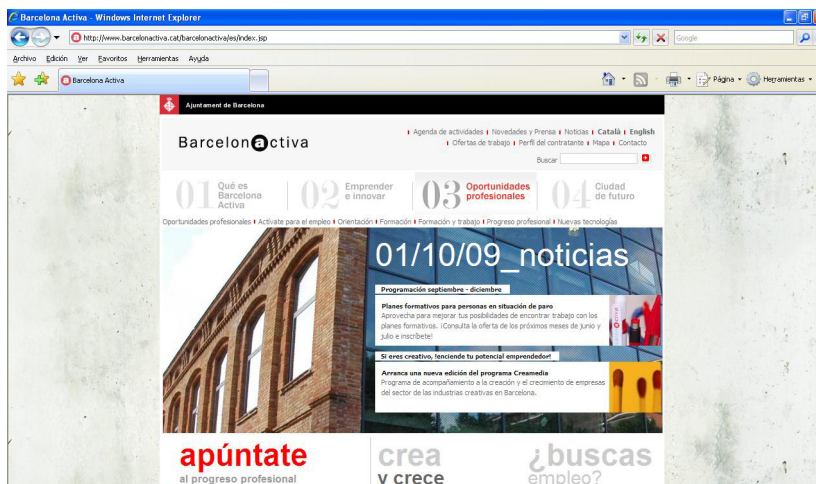 Barcelona Activa - Windows Internet Explorer
http://www.barcelonactiva.cat/barcelonactiva/es/index.jsp
Google
Archivo Edición Ver Favoritos Herramientas Ayuda
Barcelona Activa
Página Herramientas
Ajuntament de Barcelona
Barcelonactiva
Agenda de actividades Novedades y Prensa Noticias Català English
Ofertas de trabajo Perfil del contratante Mapa Contacto
Buscar
01 Qué es Barcelona Activa
02 Emprender e innovar
03 Oportunidades profesionales
04 Ciudad de futuro
Oportunidades profesionales Actívate para el empleo Orientación Formación Formación y trabajo Progreso profesional Nuevas tecnologías
01/10/09_noticias
Programación septiembre - diciembre
Planes formativos para personas en situación de paro
Aprovecha para mejorar tus posibilidades de encontrar trabajo con los
planes formativos. ¡Consulta la oferta de los próximos meses de junio y
julio e inscríbete!
Si eres creativo, !enciende tu potencial emprendedor!
Arranca una nueva edición del programa Creamedia
Programa de acompañamiento a la creación y el crecimiento de empresas
del sector de las industrias creativas en Barcelona.
apúntate
al progreso profesional
crea
y crece
¿buscas
empleo?